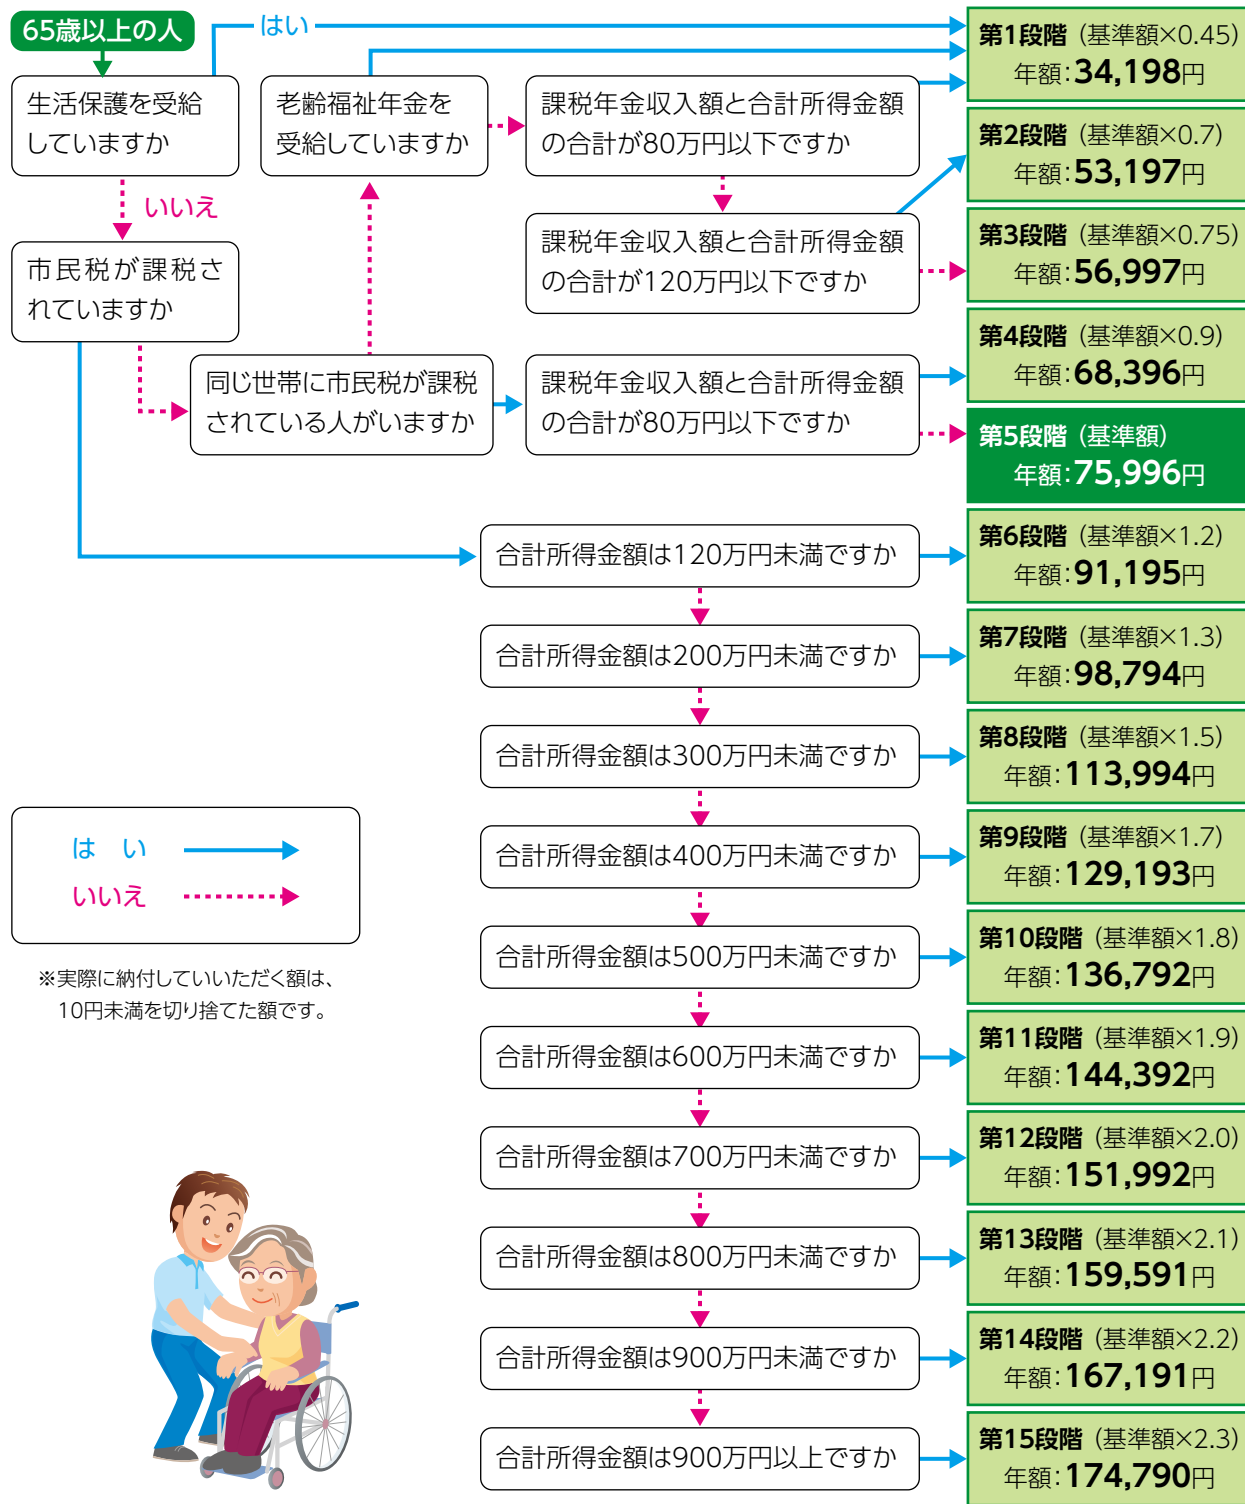 65歳以上の人
はい
生活保護を受給
していますか
いいえ
市民税が課税さ
れていますか
老齢福祉年金を
受給していますか
課税年金収入額と合計所得金額
の合計が80万円以下ですか
課税年金収入額と合計所得金額
の合計が120万円以下ですか
同じ世帯に市民税が課税
されている人がいますか
課税年金収入額と合計所得金額
の合計が80万円以下ですか
第1段階（基準額×0.45）
年額：34,198円
第2段階（基準額×0.7）
年額：53,197円
第3段階（基準額×0.75）
年額：56,997円
第4段階（基準額×0.9）
年額：68,396円
第5段階（基準額）
年額：75,996円
合計所得金額は120万円未満ですか
第6段階（基準額×1.2）
年額：91,195円
合計所得金額は200万円未満ですか
第7段階（基準額×1.3）
年額：98,794円
合計所得金額は300万円未満ですか
第8段階（基準額×1.5）
年額：113,994円
合計所得金額は400万円未満ですか
第9段階（基準額×1.7）
年額：129,193円
合計所得金額は500万円未満ですか
第10段階（基準額×1.8）
年額：136,792円
合計所得金額は600万円未満ですか
第11段階（基準額×1.9）
年額：144,392円
合計所得金額は700万円未満ですか
第12段階（基準額×2.0）
年額：151,992円
合計所得金額は800万円未満ですか
第13段階（基準額×2.1）
年額：159,591円
合計所得金額は900万円未満ですか
第14段階（基準額×2.2）
年額：167,191円
合計所得金額は900万円以上ですか
第15段階（基準額×2.3）
年額：174,790円
は　い
いいえ
※実際に納付していいただく額は、
10円未満を切り捨てた額です。